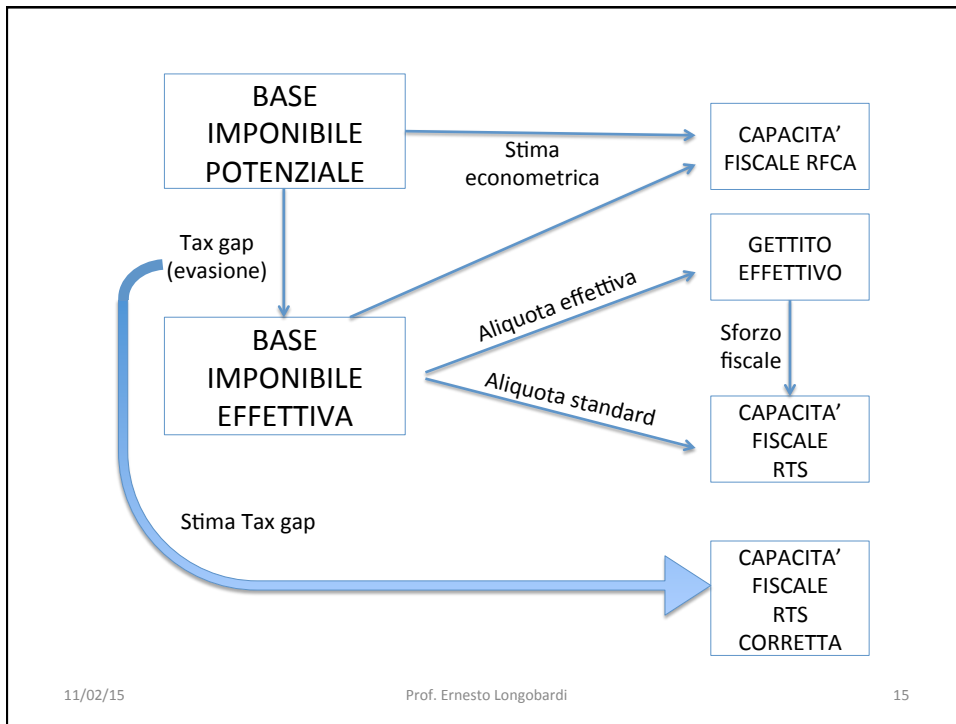 BASE
IMPONIBILE
POTENZIALE
Stima
econometrica
CAPACITA’
FISCALE RFCA
Tax gap
(evasione)
GETTITO
EFFETTIVO
Aliquota effettiva
BASE
IMPONIBILE
EFFETTIVA
Sforzo
fiscale
Aliquota standard
CAPACITA’
FISCALE
RTS
Stima Tax gap
CAPACITA’
FISCALE
RTS
CORRETTA
11/02/15
Prof. Ernesto Longobardi
15